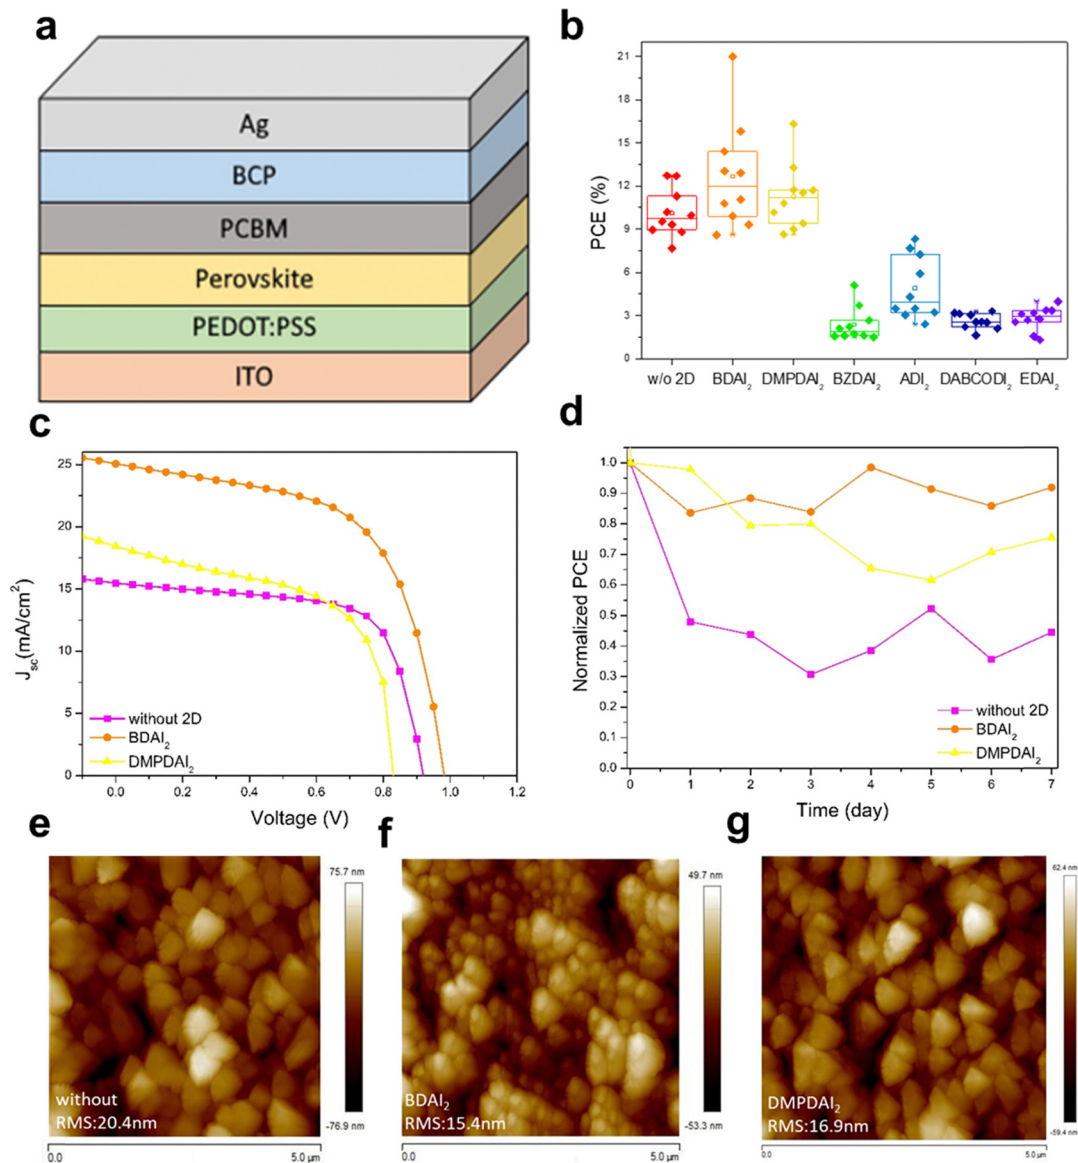 a
Ag
BCP
PCBM
Perovskite
PEDOT:PSS
ITO
b
21
18
15
12
9
6
3
0
PCE (%)
w/o 2D BDAI₂ DMPDAI₂ BZDAI₂ ADI₂ DABCODI₂ EDAI₂
c
25
20
15
10
5
0
J_sc(mA/cm²)
without 2D
BDAI₂
DMPDAI₂
0.0 0.2 0.4 0.6 0.8 1.0 1.2
Voltage (V)
d
1.0
0.9
0.8
0.7
0.6
0.5
0.4
0.3
0.2
0.1
0.0
Normalized PCE
without 2D
BDAI₂
DMPDAI₂
0 1 2 3 4 5 6 7
Time (day)
e
75.7 nm
-76.9 nm
without
RMS:20.4nm
0.0 5.0 µm
f
49.7 nm
-53.3 nm
BDAI₂
RMS:15.4nm
0.0 5.0 µm
g
62.4 nm
-59.4 nm
DMPDAI₂
RMS:16.9nm
0.0 5.0 µm